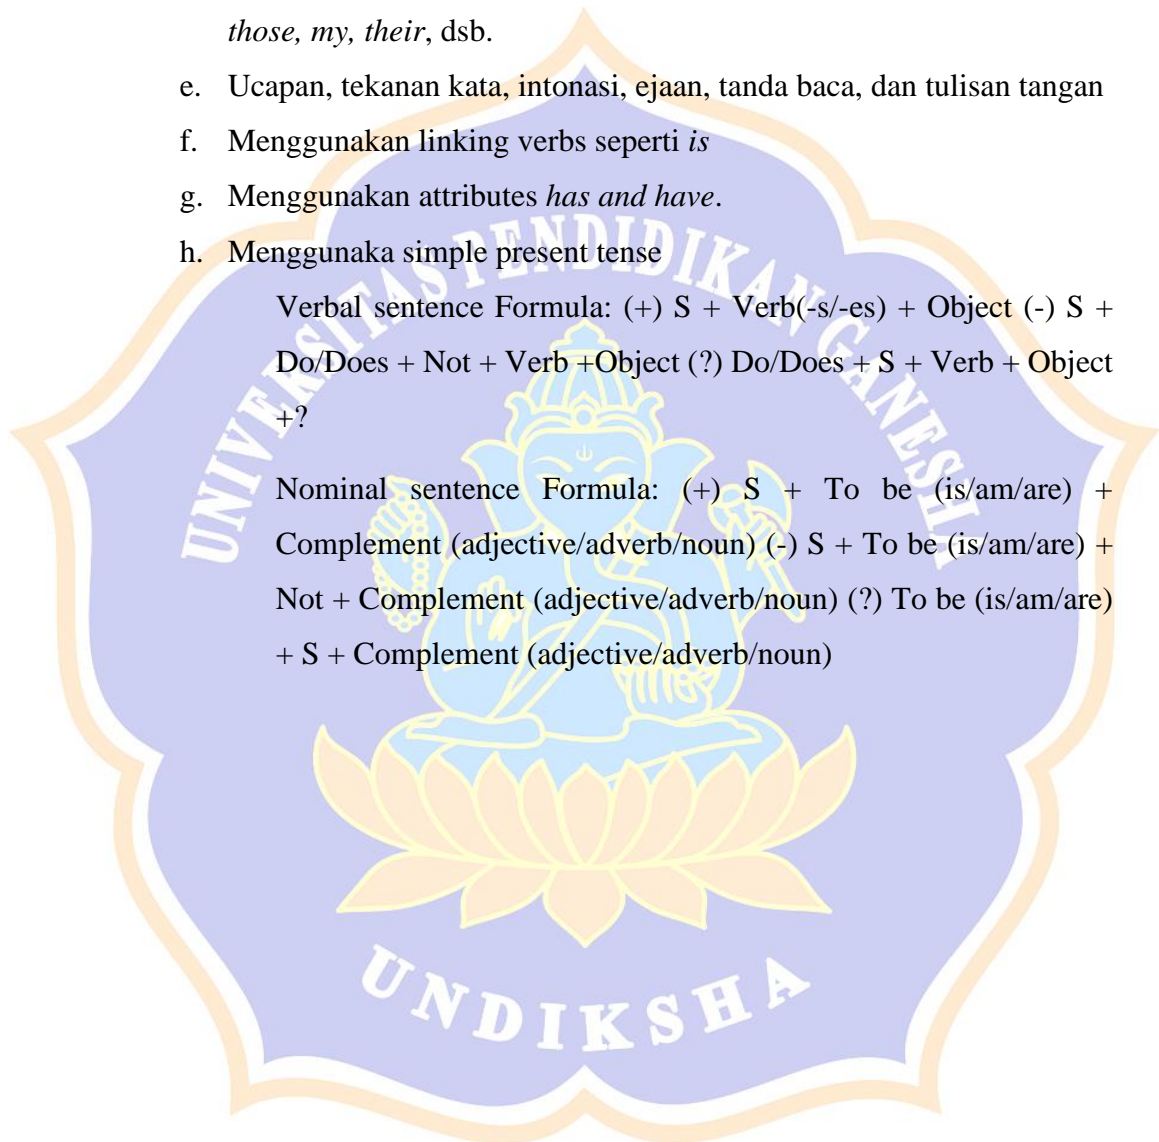 those, my, their, dsb.
e. Ucapan, tekanan kata, intonasi, ejaan, tanda baca, dan tulisan tangan
f. Menggunakan linking verbs seperti is
g. Menggunakan attributes has and have.
h. Menggunaka simple present tense
Verbal sentence Formula: (+) S + Verb(-s/-es) + Object (-) S +
Do/Does + Not + Verb +Object (?) Do/Does + S + Verb + Object
+?
Nominal sentence Formula: (+) S + To be (is/am/are) +
Complement (adjective/adverb/noun) (-) S + To be (is/am/are) +
Not + Complement (adjective/adverb/noun) (?) To be (is/am/are)
+ S + Complement (adjective/adverb/noun)
UNIVERSITAS PENDIDIKAN GANESHA
UNDIKSHA